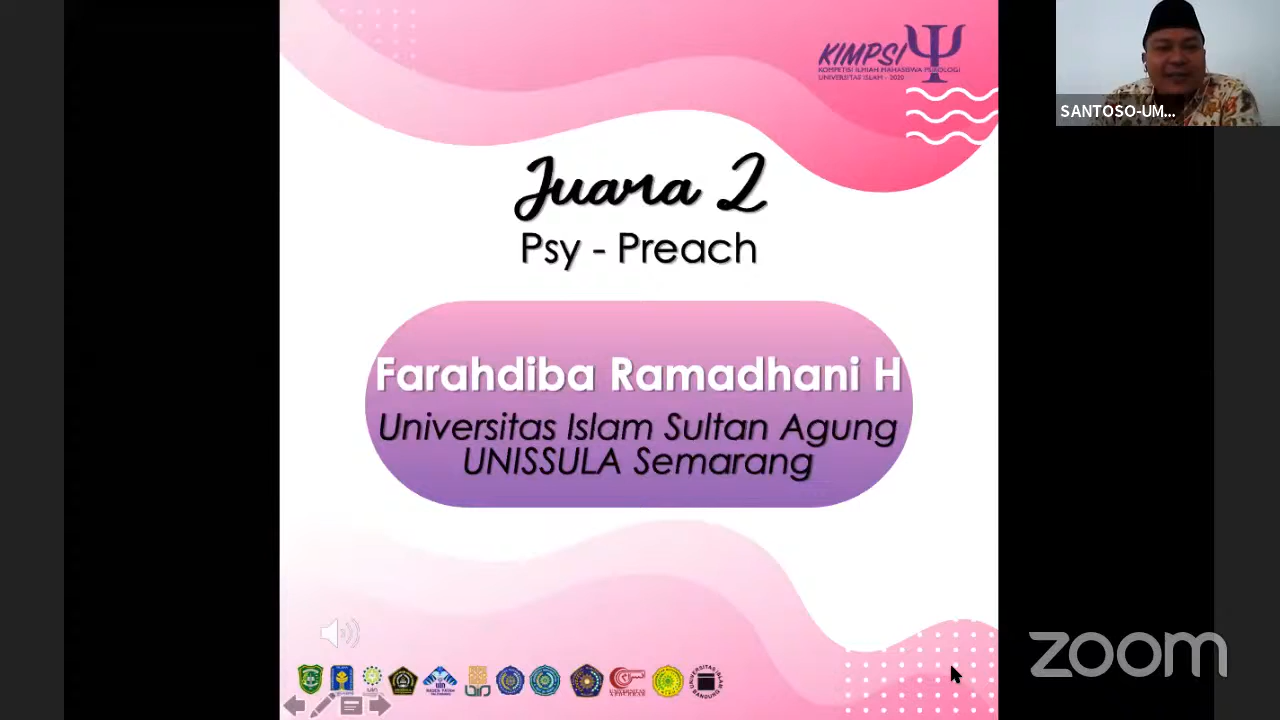 KIMPSI
KOMPETISI ILMIAH MAHASISWA PSIKOLOGI
UNIVERSITAS ISLAM - 2020
SANTOSO-UM...
Juara 2
Psy - Preach
Farahdiba Ramadhani H
Universitas Islam Sultan Agung
UNISSULA Semarang
zoom